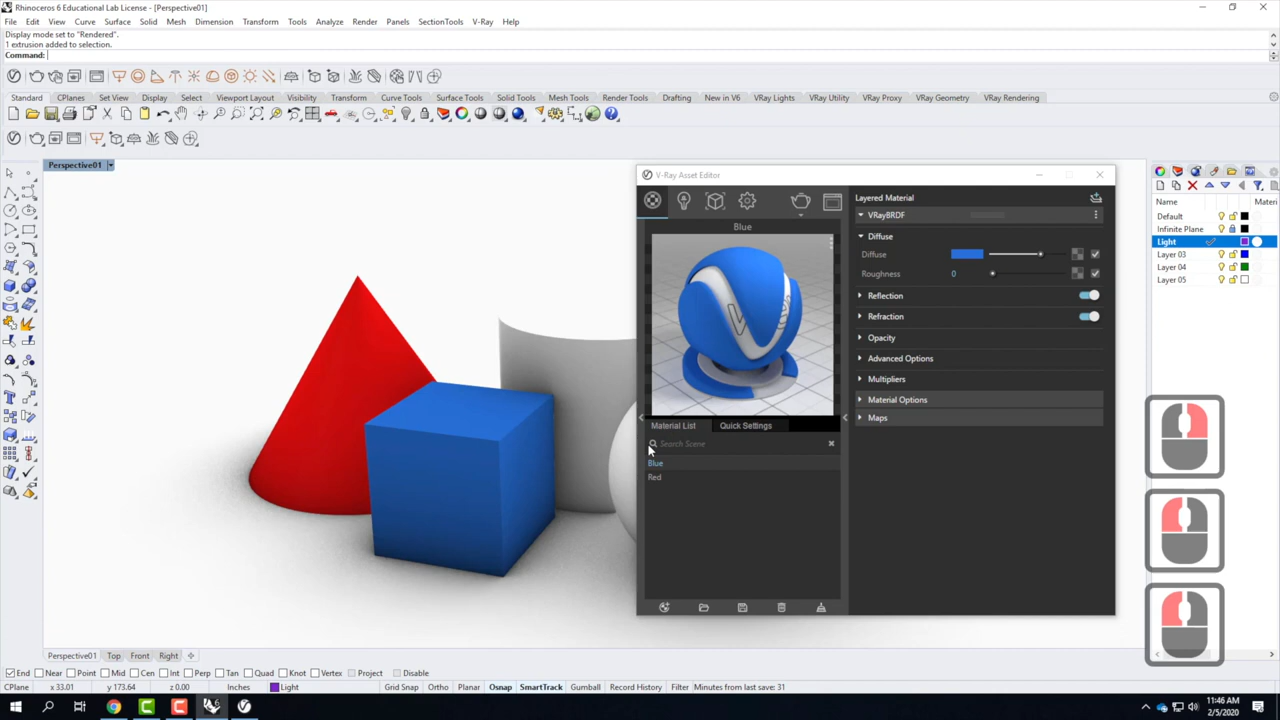 Rhinoceros 6 Educational Lab License - [Perspective01]
File Edit View Curve Surface Solid Mesh Dimension Transform Tools Analyze Render Panels SectionTools V-Ray Help
Display mode set to "Rendered".
1 extrusion added to selection.
Command:
Standard CPlanes Set View Display Select Viewport Layout Visibility Transform Curve Tools Surface Tools Solid Tools Mesh Tools Render Tools Drafting New in V6 VRay Lights VRay Utility VRay Proxy VRay Geometry VRay Rendering
Perspective01
V-Ray Asset Editor
Blue
Material List Quick Settings
Search Scene
Blue
Red
Layered Material
VRayBRDF
Diffuse
Diffuse
Roughness 0
Reflection
Refraction
Opacity
Advanced Options
Multipliers
Material Options
Maps
Name Materi
Default
Infinite Plane
Light
Layer 03
Layer 04
Layer 05
Perspective01 Top Front Right
End Near Point Mid Cen Int Perp Tan Quad Knot Vertex Project Disable
CPlane x 33.01 y 173.64 z 0.00 Inches Light Grid Snap Ortho Planar Osnap SmartTrack Gumball Record History Filter Minutes from last save: 31
11:46 AM
2/5/2020